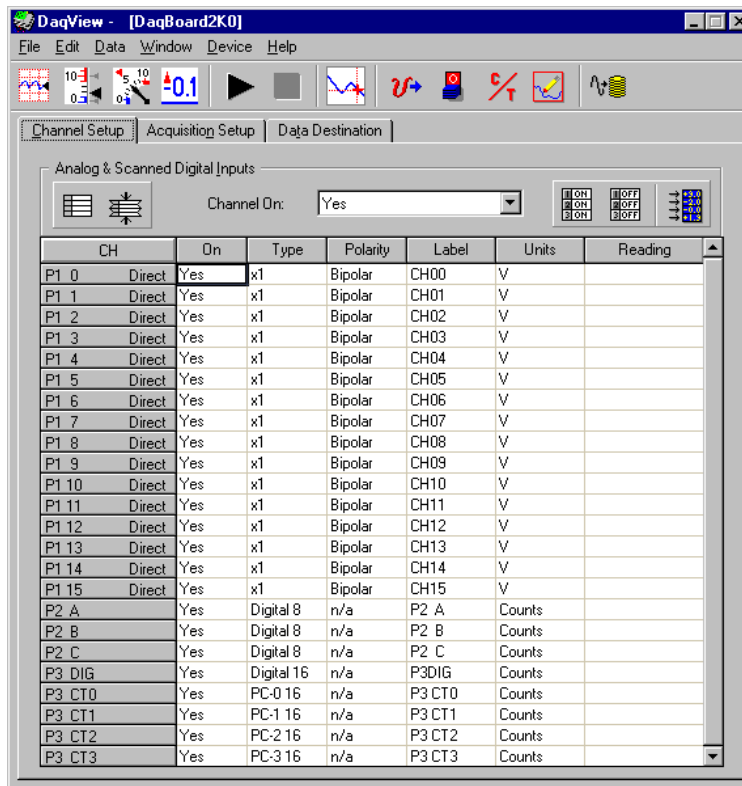 DaqView - [DaqBoard2K0]
File Edit Data Window Device Help
Channel Setup Acquisition Setup Data Destination
Analog & Scanned Digital Inputs
Channel On: Yes
CH On Type Polarity Label Units Reading
P1 0 Direct Yes x1 Bipolar CH00 V
P1 1 Direct Yes x1 Bipolar CH01 V
P1 2 Direct Yes x1 Bipolar CH02 V
P1 3 Direct Yes x1 Bipolar CH03 V
P1 4 Direct Yes x1 Bipolar CH04 V
P1 5 Direct Yes x1 Bipolar CH05 V
P1 6 Direct Yes x1 Bipolar CH06 V
P1 7 Direct Yes x1 Bipolar CH07 V
P1 8 Direct Yes x1 Bipolar CH08 V
P1 9 Direct Yes x1 Bipolar CH09 V
P1 10 Direct Yes x1 Bipolar CH10 V
P1 11 Direct Yes x1 Bipolar CH11 V
P1 12 Direct Yes x1 Bipolar CH12 V
P1 13 Direct Yes x1 Bipolar CH13 V
P1 14 Direct Yes x1 Bipolar CH14 V
P1 15 Direct Yes x1 Bipolar CH15 V
P2 A Yes Digital 8 n/a P2 A Counts
P2 B Yes Digital 8 n/a P2 B Counts
P2 C Yes Digital 8 n/a P2 C Counts
P3 DIG Yes Digital 16 n/a P3DIG Counts
P3 CT0 Yes PC-0 16 n/a P3 CT0 Counts
P3 CT1 Yes PC-1 16 n/a P3 CT1 Counts
P3 CT2 Yes PC-2 16 n/a P3 CT2 Counts
P3 CT3 Yes PC-3 16 n/a P3 CT3 Counts